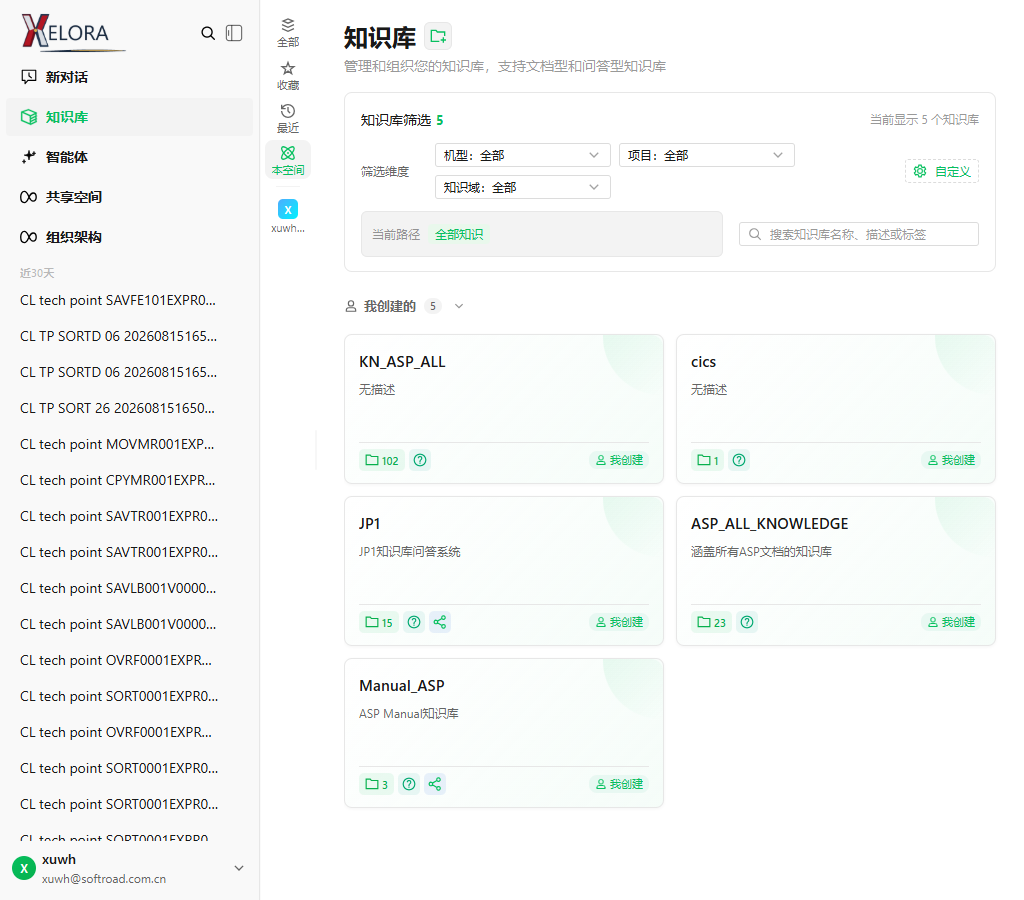 XELORA
新对话
知识库
智能体
共享空间
组织架构
近30天
CL tech point SAVFE101EXPR0...
CL TP SORTD 06 20260815165...
CL TP SORTD 06 20260815165...
CL TP SORT 26 202608151650...
CL tech point MOVMR001EXP...
CL tech point CPYMR001EXPR...
CL tech point SAVTR001EXPR0...
CL tech point SAVTR001EXPR0...
CL tech point SAVLB001V0000...
CL tech point SAVLB001V0000...
CL tech point OVRF0001EXPR...
CL tech point SORT0001EXPR0...
CL tech point OVRF0001EXPR...
CL tech point SORT0001EXPR0...
CL tech point SORT0001EXPR0...
CL tech point SORT0001EXPR0
X
xuwh
xuwh@softroad.com.cn
全部
收藏
最近
本空间
X
xuwh...
知识库
管理和组织您的知识库，支持文档型和问答型知识库
知识库筛选 5
当前显示 5 个知识库
筛选维度
机型：全部
项目：全部
知识域：全部
自定义
当前路径 全部知识
搜索知识库名称、描述或标签
我创建的 5
KN_ASP_ALL
无描述
102
我创建
cics
无描述
1
我创建
JP1
JP1知识库问答系统
15
我创建
ASP_ALL_KNOWLEDGE
涵盖所有ASP文档的知识库
23
我创建
Manual_ASP
ASP Manual知识库
3
我创建